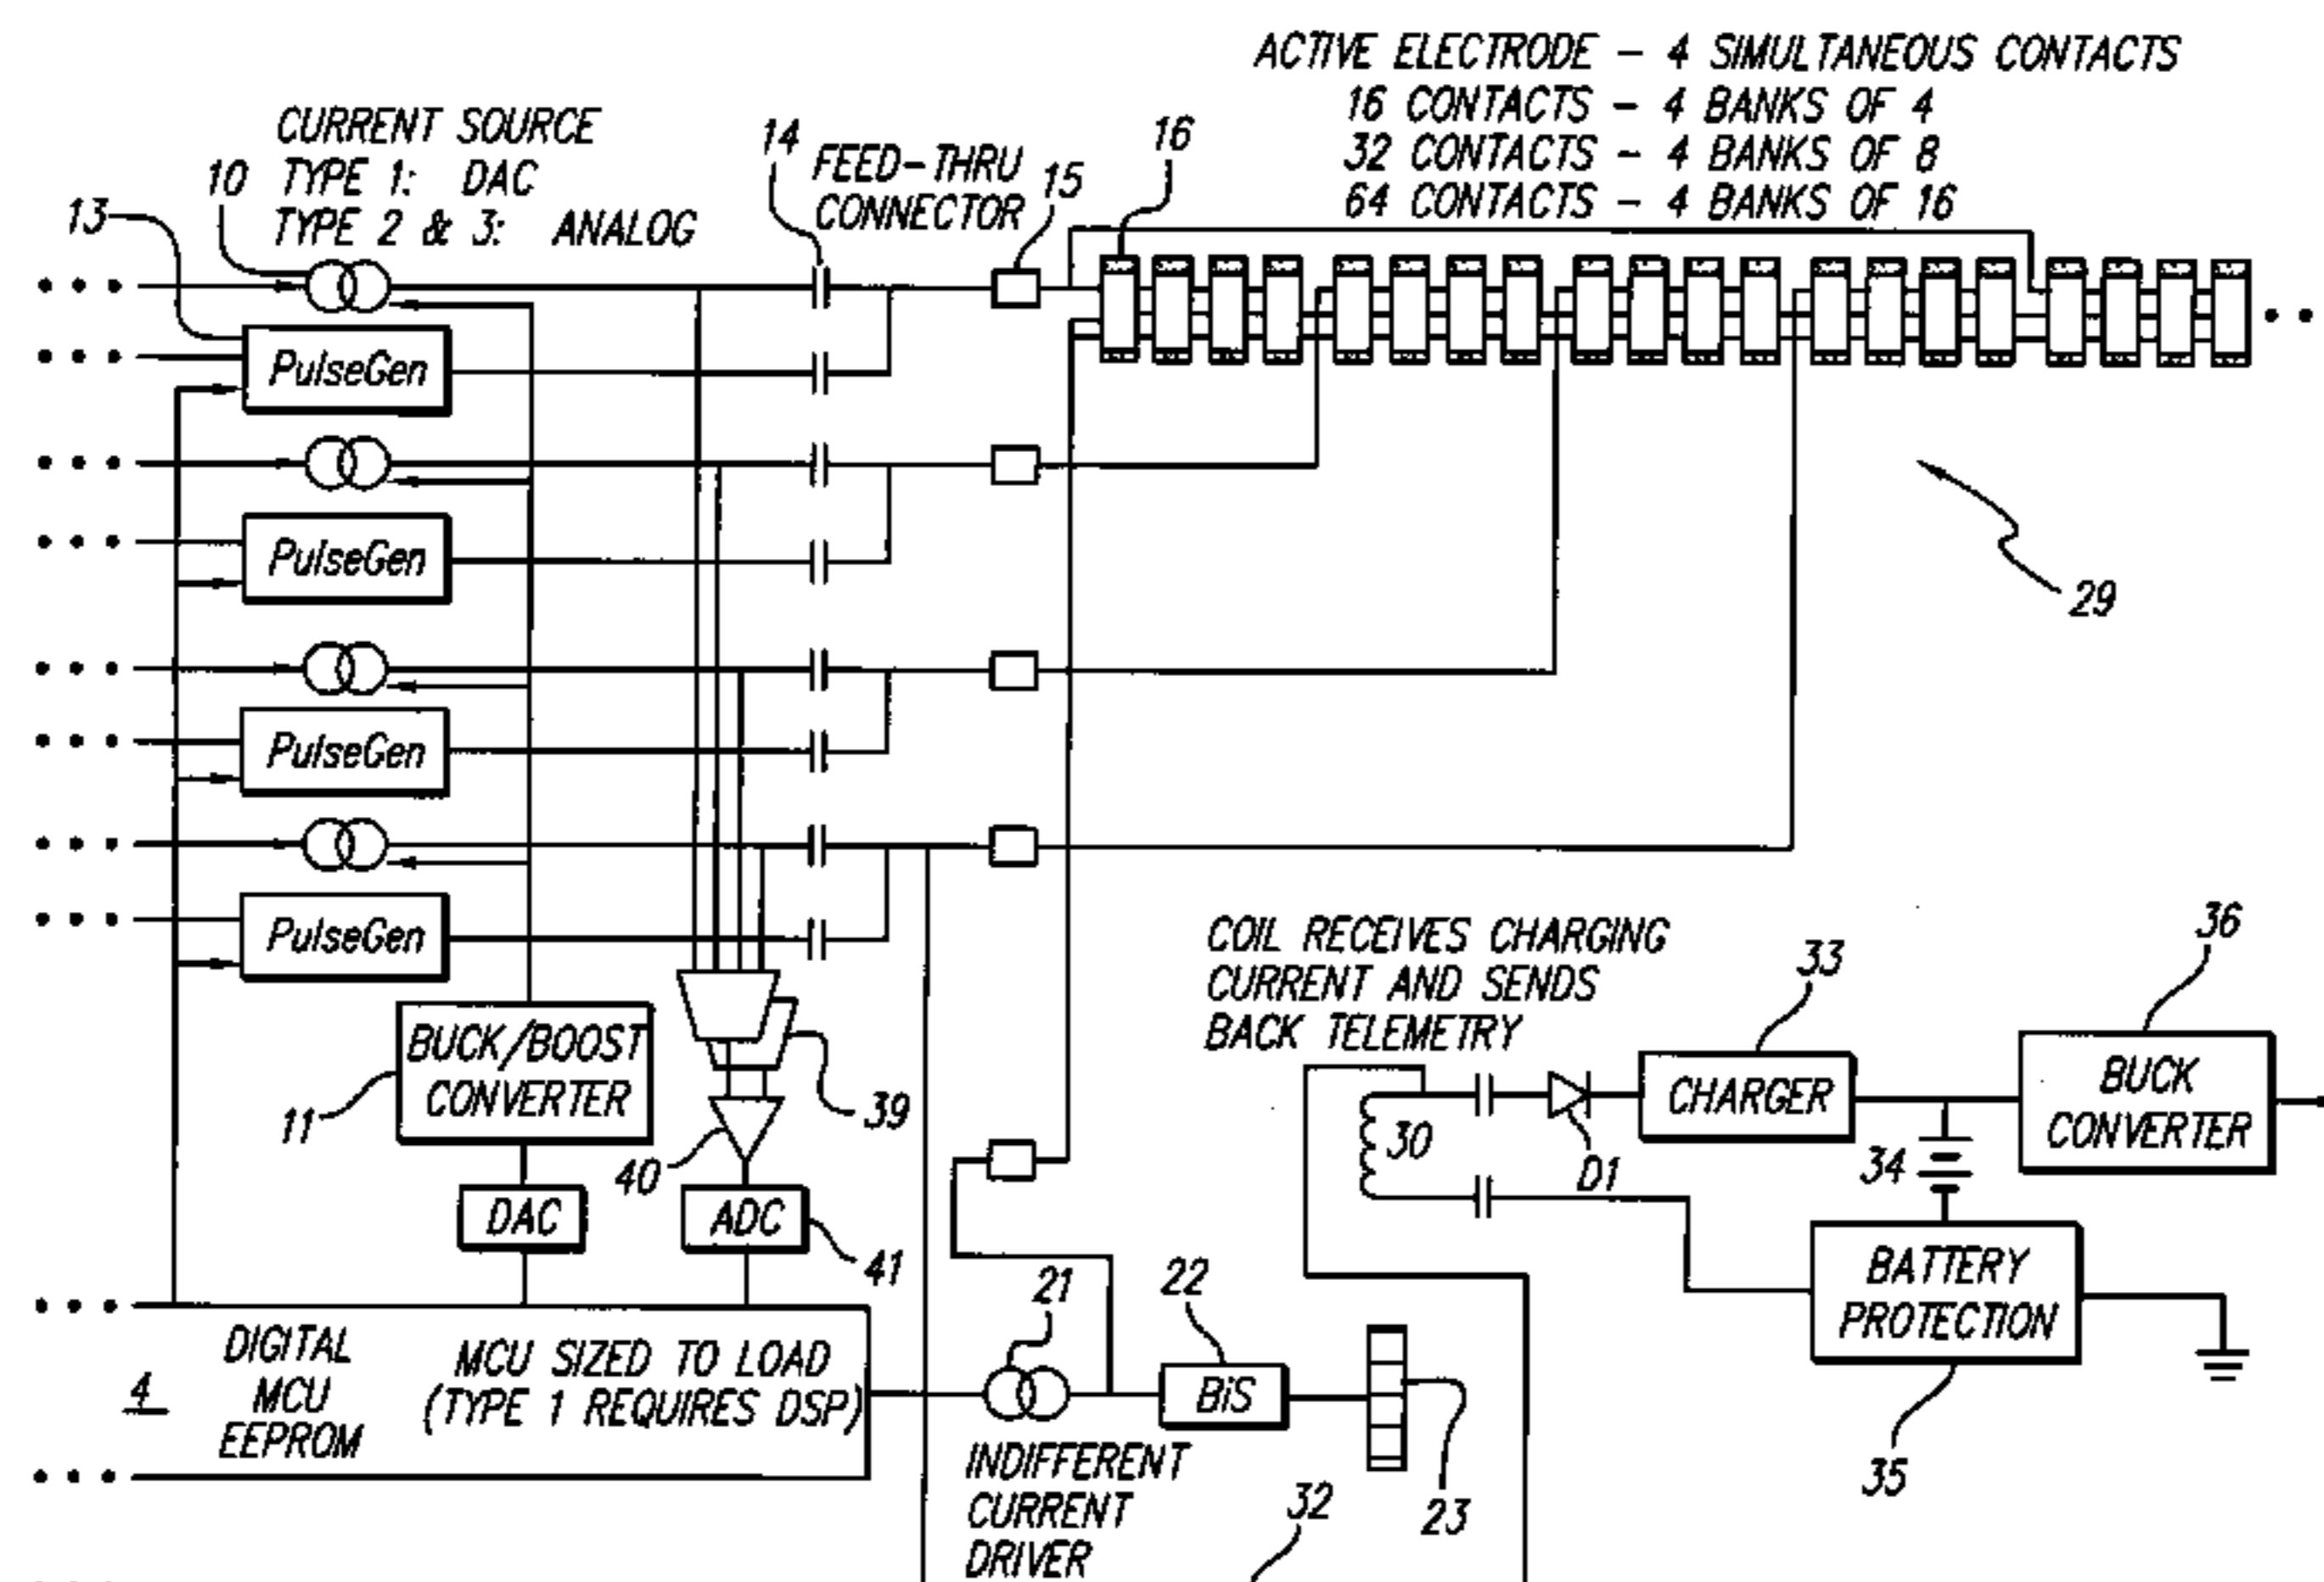 ACTIVE ELECTRODE - 4 SIMULTANEOUS CONTACTS
16 CONTACTS - 4 BANKS OF 4
32 CONTACTS - 4 BANKS OF 8
64 CONTACTS - 4 BANKS OF 16
CURRENT SOURCE
TYPE 1: DAC
TYPE 2 & 3: ANALOG
10
13
14
FEED-THRU
CONNECTOR
15
16
PulseGen
PulseGen
29
PulseGen
PulseGen
BUCK/BOOST
CONVERTER
11
39
40
DAC
ADC
41
COIL RECEIVES CHARGING
CURRENT AND SENDS
BACK TELEMETRY
33
36
30
D1
CHARGER
34
BUCK
CONVERTER
BATTERY
PROTECTION
35
4
DIGITAL
MCU
EEPROM
MCU SIZED TO LOAD
(TYPE 1 REQUIRES DSP)
21
22
BiS
23
INDIFFERENT
CURRENT
DRIVER
32